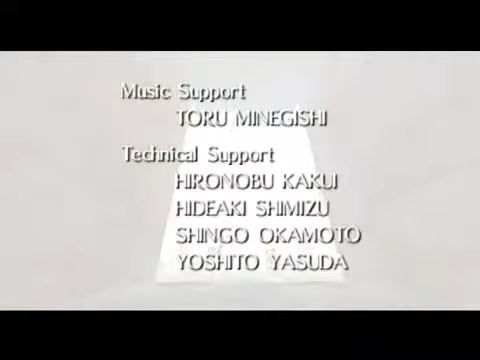 Music Support
TORU MINEGISHI
Technical Support
HIRONOBU KAKUI
HIDEAKI SHIMIZU
SHINGO OKAMOTO
YOSHITO YASUDA